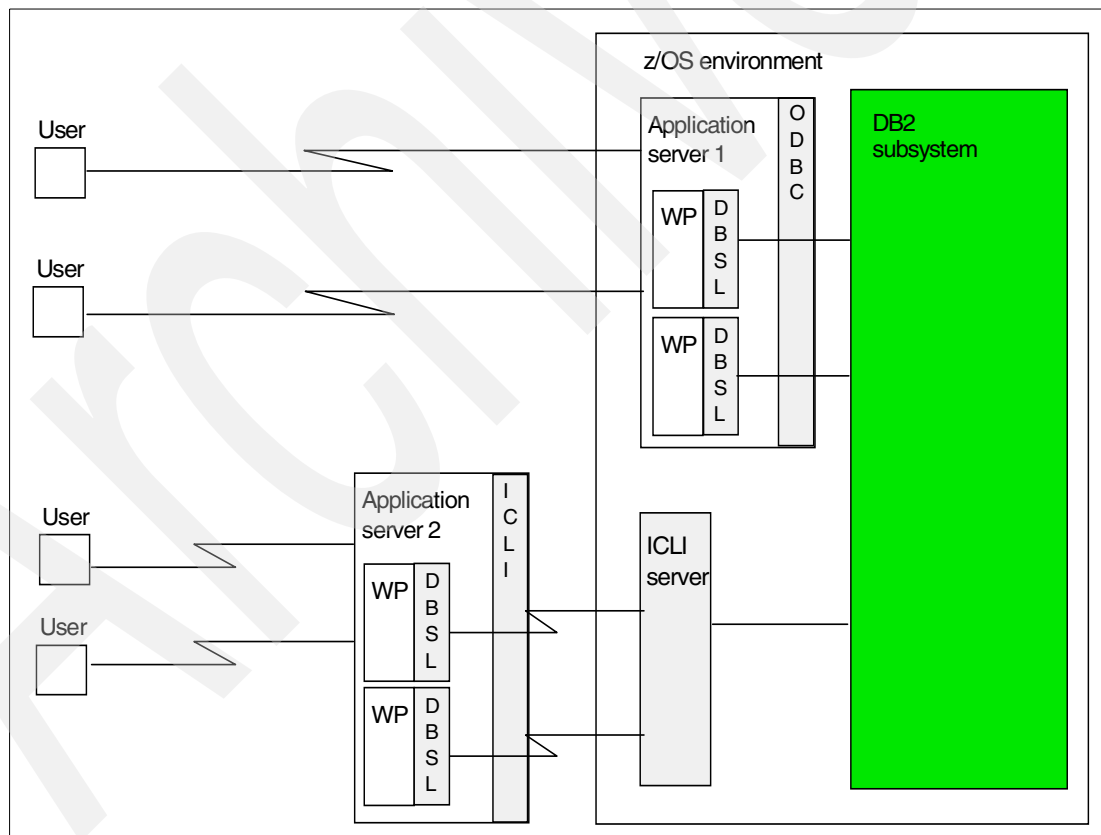 z/OS environment
User
Application
server 1
O
D
B
C
DB2
subsystem
WP
D
B
S
L
User
WP
D
B
S
L
User
Application
server 2
I
C
L
I
ICLI
server
WP
D
B
S
L
User
WP
D
B
S
L
Archive